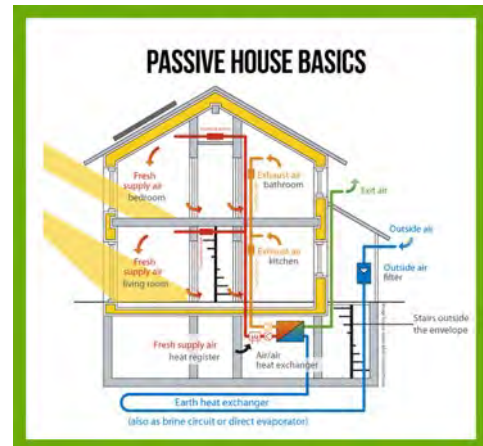 PASSIVE HOUSE BASICS
Fresh
supply air
bedroom
Exhaust air
bathroom
Exit air
Outside air
Fresh
supply air
living room
Exhaust air
kitchen
Outside air
filter
Stairs outside
the envelope
Fresh supply air
heat register
Air/air
heat exchanger
Earth heat exchanger
(also as brine circuit or direct evaporator)